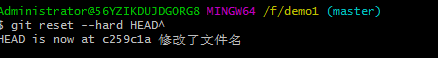 Administrator@56YZIKDUJDGORG8 MINGW64 /f/demo1 (master)
$ git reset --hard HEAD^
HEAD is now at c259c1a 修改了文件名